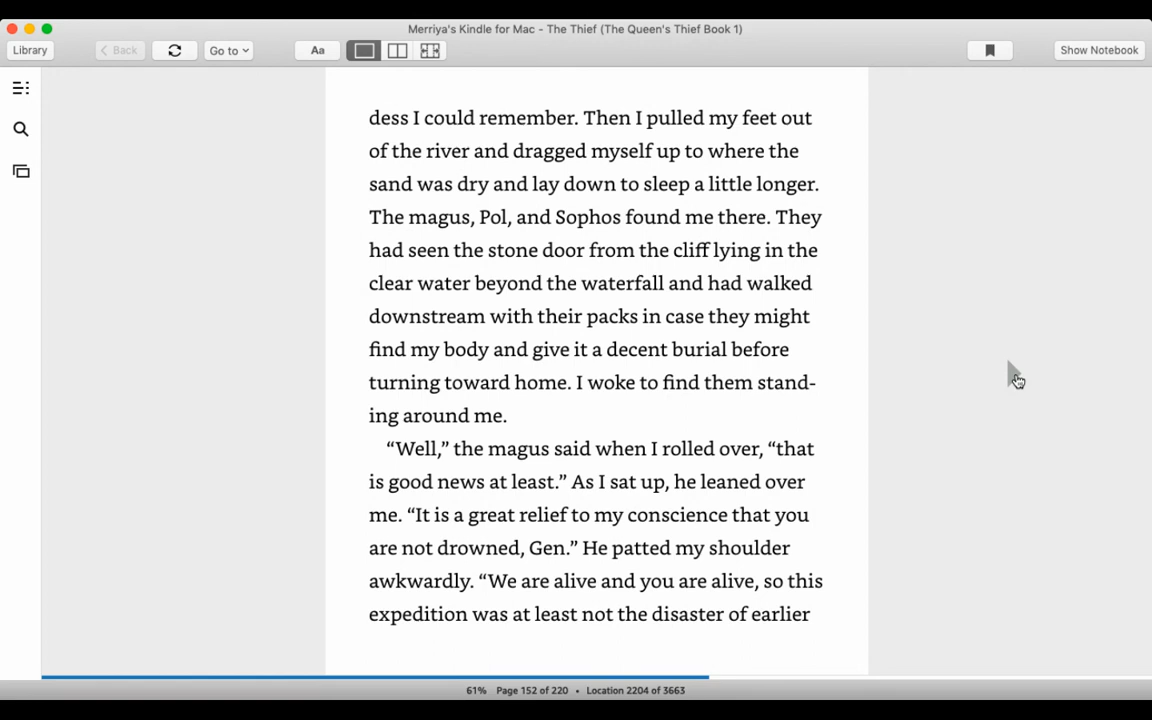 Merriya's Kindle for Mac - The Thief (The Queen's Thief Book 1)
Library
Back
Go to
Aa
Show Notebook
dess I could remember. Then I pulled my feet out
of the river and dragged myself up to where the
sand was dry and lay down to sleep a little longer.
The magus, Pol, and Sophos found me there. They
had seen the stone door from the cliff lying in the
clear water beyond the waterfall and had walked
downstream with their packs in case they might
find my body and give it a decent burial before
turning toward home. I woke to find them stand-
ing around me.
“Well,” the magus said when I rolled over, “that
is good news at least.” As I sat up, he leaned over
me. “It is a great relief to my conscience that you
are not drowned, Gen.” He patted my shoulder
awkwardly. “We are alive and you are alive, so this
expedition was at least not the disaster of earlier
61% Page 152 of 220 • Location 2204 of 3663